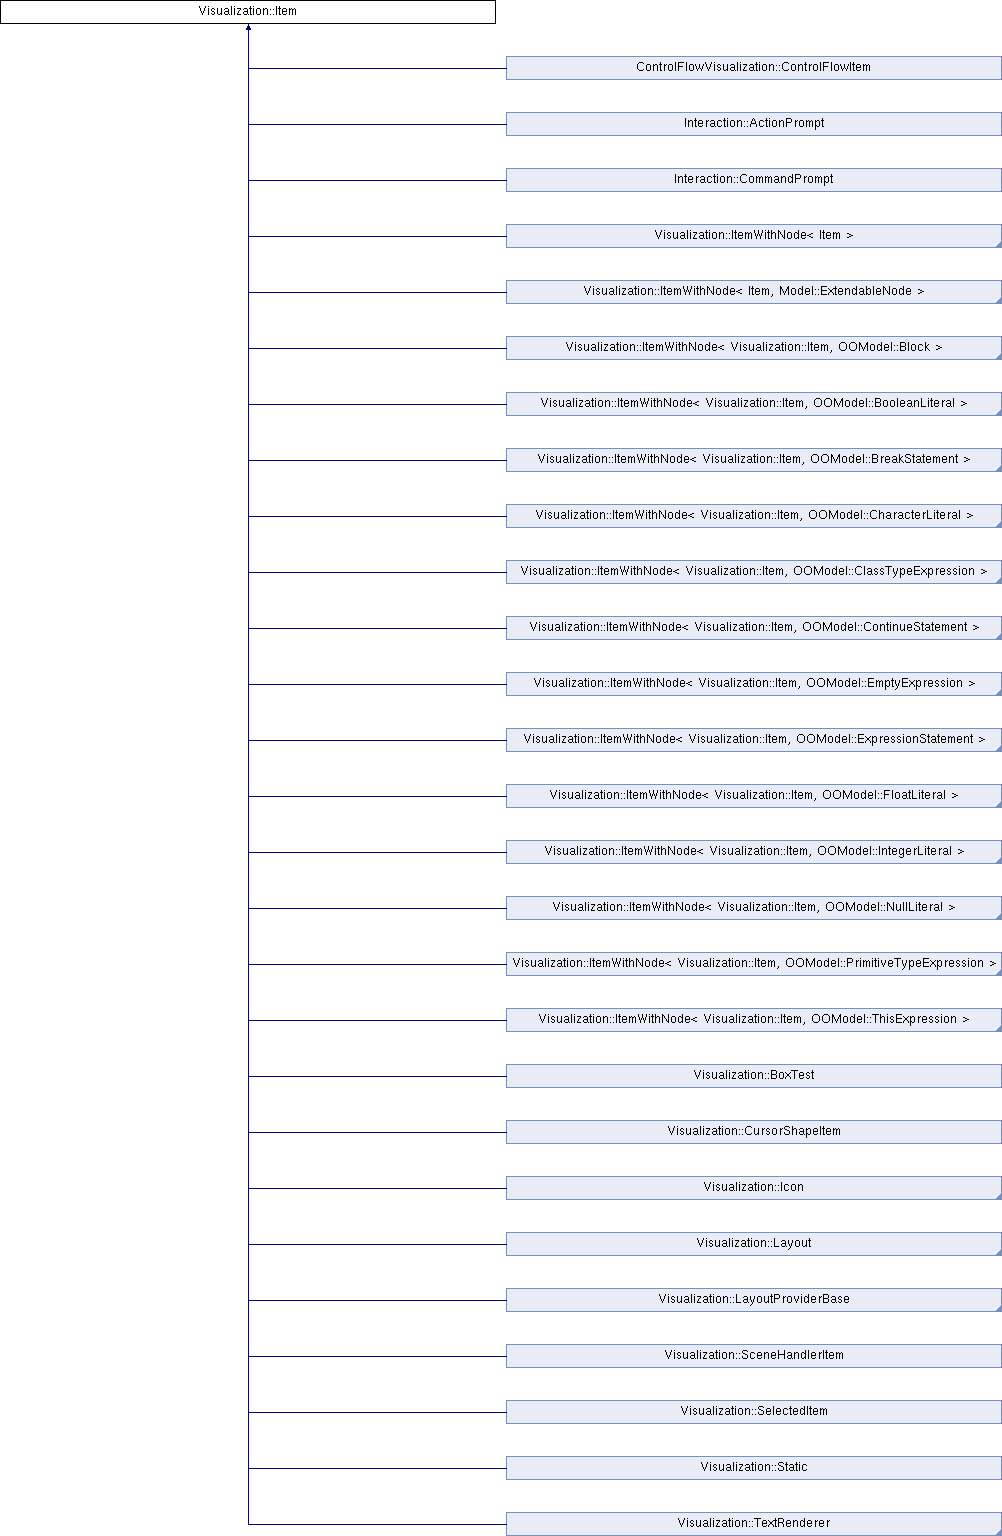 Visualization::Item
ControlFlowVisualization::ControlFlowItem
Interaction::ActionPrompt
Interaction::CommandPrompt
Visualization::ItemWithNode< Item >
Visualization::ItemWithNode< Item, Model::ExtendableNode >
Visualization::ItemWithNode< Visualization::Item, OOModel::Block >
Visualization::ItemWithNode< Visualization::Item, OOModel::BooleanLiteral >
Visualization::ItemWithNode< Visualization::Item, OOModel::BreakStatement >
Visualization::ItemWithNode< Visualization::Item, OOModel::CharacterLiteral >
Visualization::ItemWithNode< Visualization::Item, OOModel::ClassTypeExpression >
Visualization::ItemWithNode< Visualization::Item, OOModel::ContinueStatement >
Visualization::ItemWithNode< Visualization::Item, OOModel::EmptyExpression >
Visualization::ItemWithNode< Visualization::Item, OOModel::ExpressionStatement >
Visualization::ItemWithNode< Visualization::Item, OOModel::FloatLiteral >
Visualization::ItemWithNode< Visualization::Item, OOModel::IntegerLiteral >
Visualization::ItemWithNode< Visualization::Item, OOModel::NullLiteral >
Visualization::ItemWithNode< Visualization::Item, OOModel::PrimitiveTypeExpression >
Visualization::ItemWithNode< Visualization::Item, OOModel::ThisExpression >
Visualization::BoxTest
Visualization::CursorShapeItem
Visualization::Icon
Visualization::Layout
Visualization::LayoutProviderBase
Visualization::SceneHandlerItem
Visualization::SelectedItem
Visualization::Static
Visualization::TextRenderer